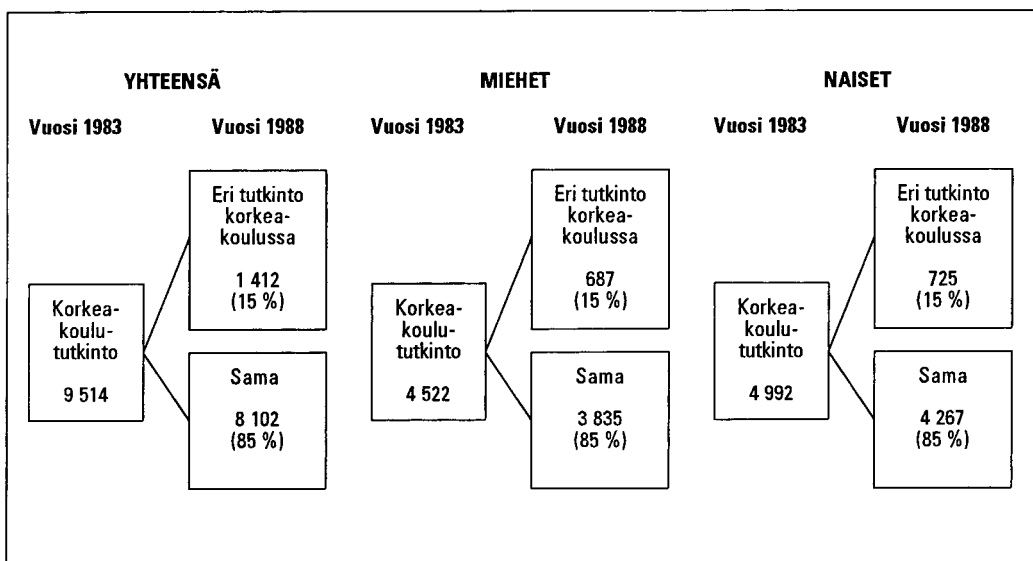 YHTEENSÄ
Vuosi 1983
Vuosi 1988
Eri tutkinto
korkea-
koulussa
1 412
(15 %)
Korkea-
koulu-
tutkinto
9 514
Sama
8 102
(85 %)
MIEHET
Vuosi 1983
Vuosi 1988
Eri tutkinto
korkea-
koulussa
687
(15 %)
Korkea-
koulu-
tutkinto
4 522
Sama
3 835
(85 %)
NAISET
Vuosi 1983
Vuosi 1988
Eri tutkinto
korkea-
koulussa
725
(15 %)
Korkea-
koulu-
tutkinto
4 992
Sama
4 267
(85 %)